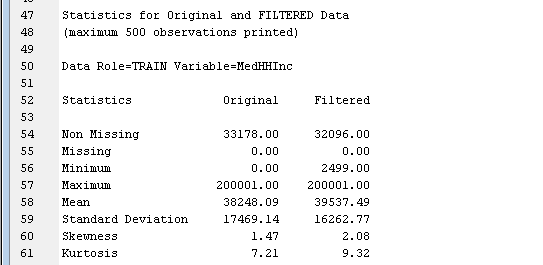 47 Statistics for Original and FILTERED Data
48 (maximum 500 observations printed)
49
50 Data Role=TRAIN Variable=MedHHInc
51
52 Statistics Original Filtered
53
54 Non Missing 33178.00 32096.00
55 Missing 0.00 0.00
56 Minimum 0.00 2499.00
57 Maximum 200001.00 200001.00
58 Mean 38248.09 39537.49
59 Standard Deviation 17469.14 16262.77
60 Skewness 1.47 2.08
61 Kurtosis 7.21 9.32